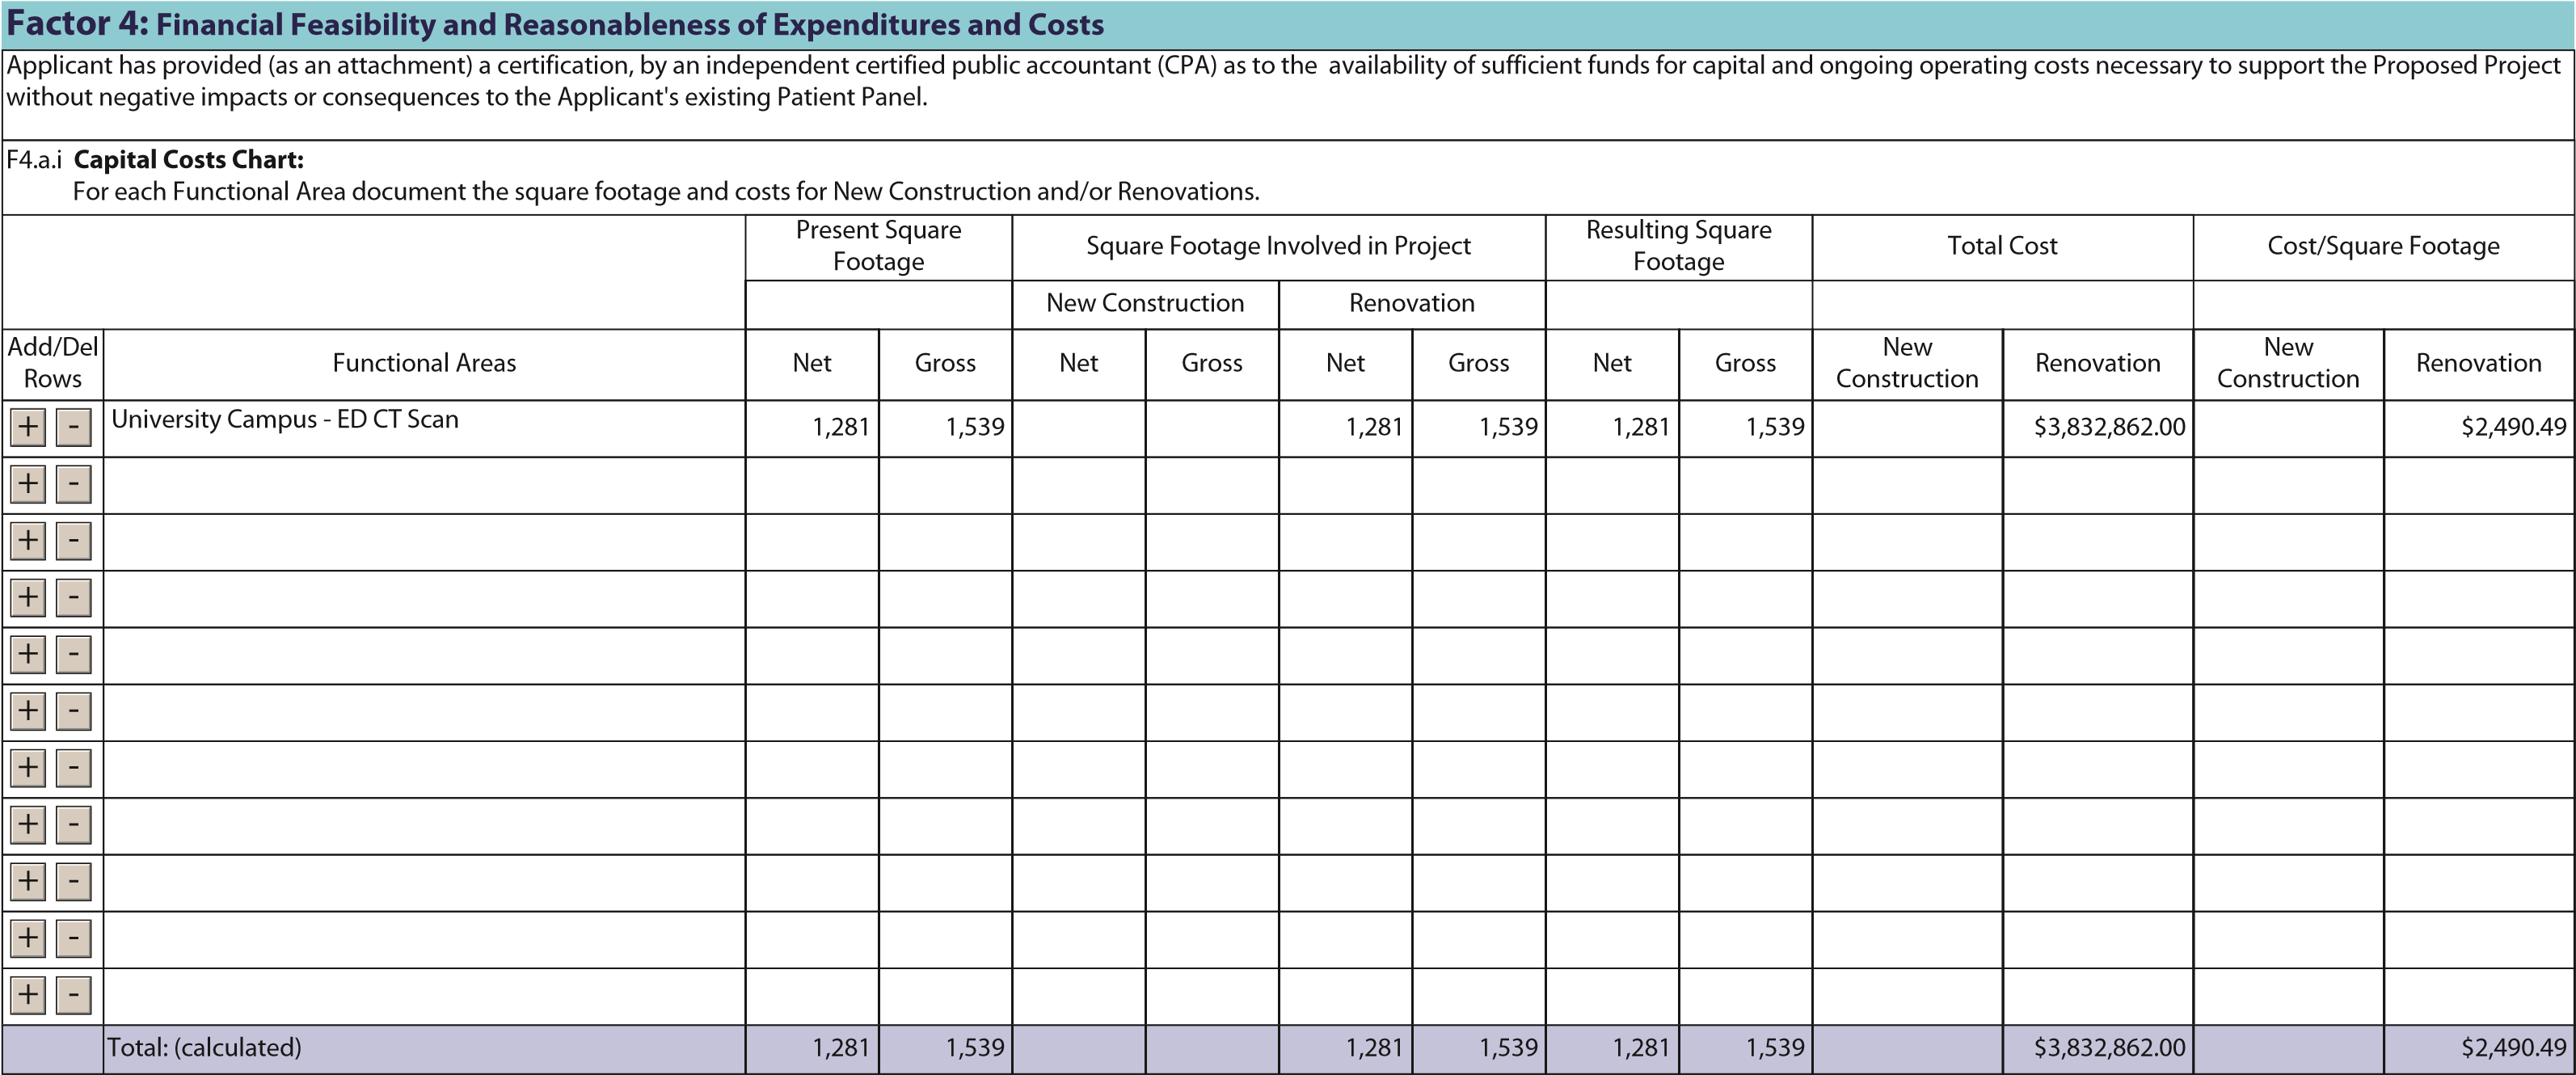 Factor 4: Financial Feasibility and Reasonableness of Expenditures and Costs
Applicant has provided (as an attachment) a certification, by an independent certified public accountant (CPA) as to the  availability of sufficient funds for capital and ongoing operating costs necessary to support the Proposed Project
without negative impacts or consequences to the Applicant's existing Patient Panel.
F4.a.i Capital Costs Chart:
For each Functional Area document the square footage and costs for New Construction and/or Renovations.
Present Square
Footage
Square Footage Involved in Project
Resulting Square
Footage
Total Cost
Cost/Square Footage
New Construction
Renovation
Add/Del
Rows
Functional Areas
Net
Gross
Net
Gross
Net
Gross
Net
Gross
New
Construction
Renovation
New
Construction
Renovation
+ - University Campus - ED CT Scan 1,281 1,539 1,281 1,539 1,281 1,539 $3,832,862.00 $2,490.49
+ -
+ -
+ -
+ -
+ -
+ -
+ -
+ -
+ -
+ -
Total: (calculated) 1,281 1,539 1,281 1,539 1,281 1,539 $3,832,862.00 $2,490.49